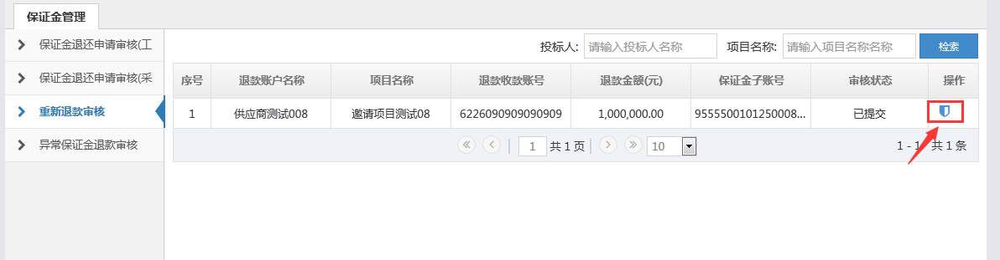 保证金管理
保证金退还申请审核(工
保证金退还申请审核(采
重新退款审核
异常保证金退款审核
投标人: 请输入投标人名称 项目名称: 请输入项目名称名称 检索
序号 退款账户名称 项目名称 退款收款账号 退款金额(元) 保证金子账号 审核状态 操作
1 供应商测试008 邀请项目测试08 6226090909090909 1,000,000.00 9555500101250008... 已提交
1 共 1 页 10 1 - 1 共 1 条